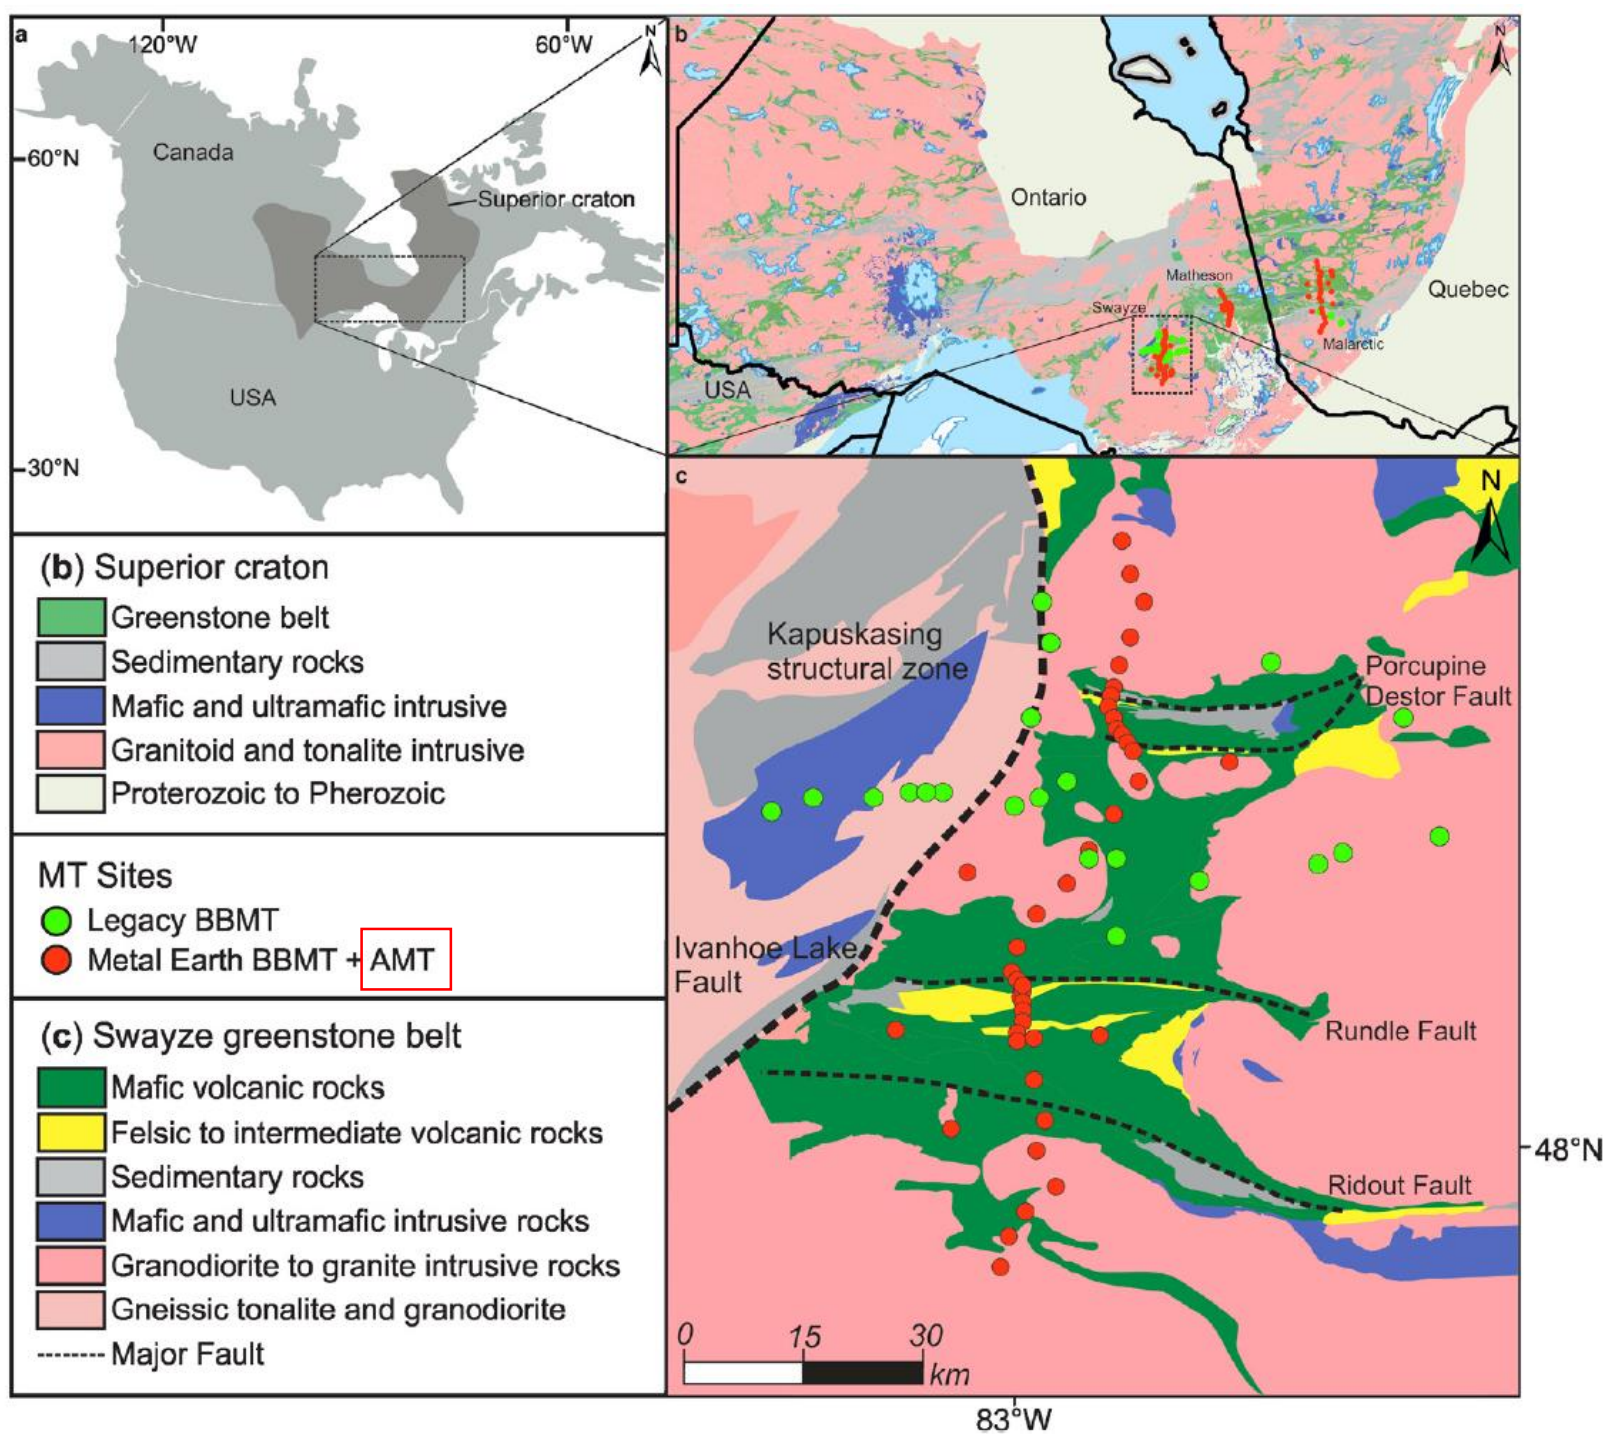 a
120°W
60°W
N
60°N
Canada
Superior craton
USA
30°N
b
N
Ontario
Matheson
Swayze
Quebec
Malarctic
USA
(b) Superior craton
Greenstone belt
Sedimentary rocks
Mafic and ultramafic intrusive
Granitoid and tonalite intrusive
Proterozoic to Pherozoic
MT Sites
Legacy BBMT
Metal Earth BBMT + AMT
(c) Swayze greenstone belt
Mafic volcanic rocks
Felsic to intermediate volcanic rocks
Sedimentary rocks
Mafic and ultramafic intrusive rocks
Granodiorite to granite intrusive rocks
Gneissic tonalite and granodiorite
Major Fault
c
N
Kapuskasing
structural zone
Porcupine
Destor Fault
Ivanhoe Lake
Fault
Rundle Fault
48°N
Ridout Fault
0 15 30
km
83°W